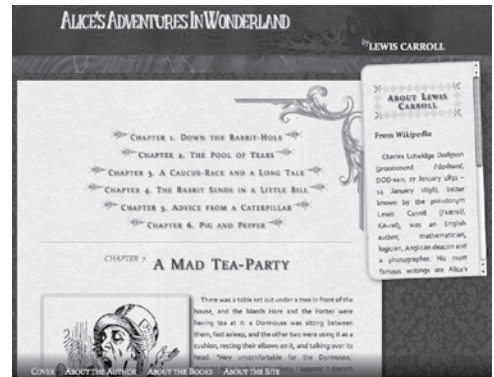 ALICE'S ADVENTURES IN WONDERLAND
by LEWIS CARROLL
CHAPTER 1. DOWN THE RABBIT-HOLE
CHAPTER 2. THE POOL OF TEARS
CHAPTER 3. A CAUCUS-RACE AND A LONG TALE
CHAPTER 4. THE RABBIT SENDS IN A LITTLE BILL
CHAPTER 5. ADVICE FROM A CATERPILLAR
CHAPTER 6. PIG AND PEPPER
CHAPTER 7. A MAD TEA-PARTY
There was a table set out under a tree in front of the
house, and the March Hare and the Hatter were
having tea at it: a Dormouse was sitting between
them, fast asleep, and the other two were using it as a
cushion, resting their elbows on it, and talking over its
head. 'Very uncomfortable for the Dormouse,'
I suppose it doesn't
ABOUT LEWIS
CARROLL
From Wikipedia
Charles Lutwidge Dodgson
(pronounced
27 January 1832 –
14 January 1898), better
known by the pseudonym
Lewis Carroll
was an English
author, mathematician,
logician, Anglican deacon and
a photographer. His most
famous writings are Alice's
COVER ABOUT THE AUTHOR ABOUT THE BOOKS ABOUT THE SITE